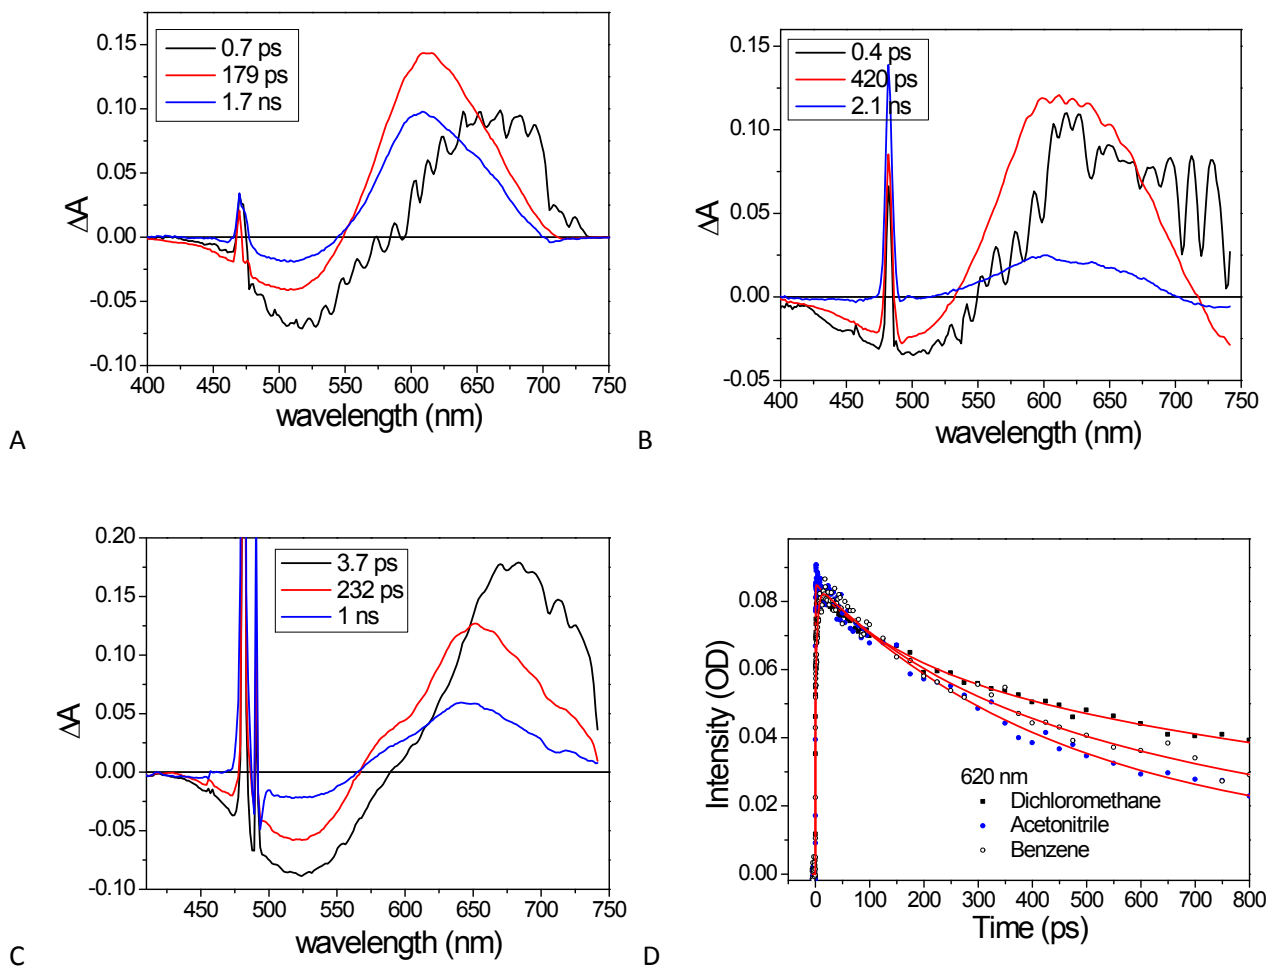 0.15
0.10
0.05
0.00
-0.05
-0.10
ΔA
0.7 ps
179 ps
1.7 ns
400 450 500 550 600 650 700 750
wavelength (nm)
A
0.15
0.10
0.05
0.00
-0.05
ΔA
0.4 ps
420 ps
2.1 ns
400 450 500 550 600 650 700 750
wavelength (nm)
B
0.20
0.15
0.10
0.05
0.00
-0.05
-0.10
ΔA
3.7 ps
232 ps
1 ns
450 500 550 600 650 700 750
wavelength (nm)
C
0.08
0.06
0.04
0.02
0.00
Intensity (OD)
620 nm
Dichloromethane
Acetonitrile
Benzene
0 100 200 300 400 500 600 700 800
Time (ps)
D